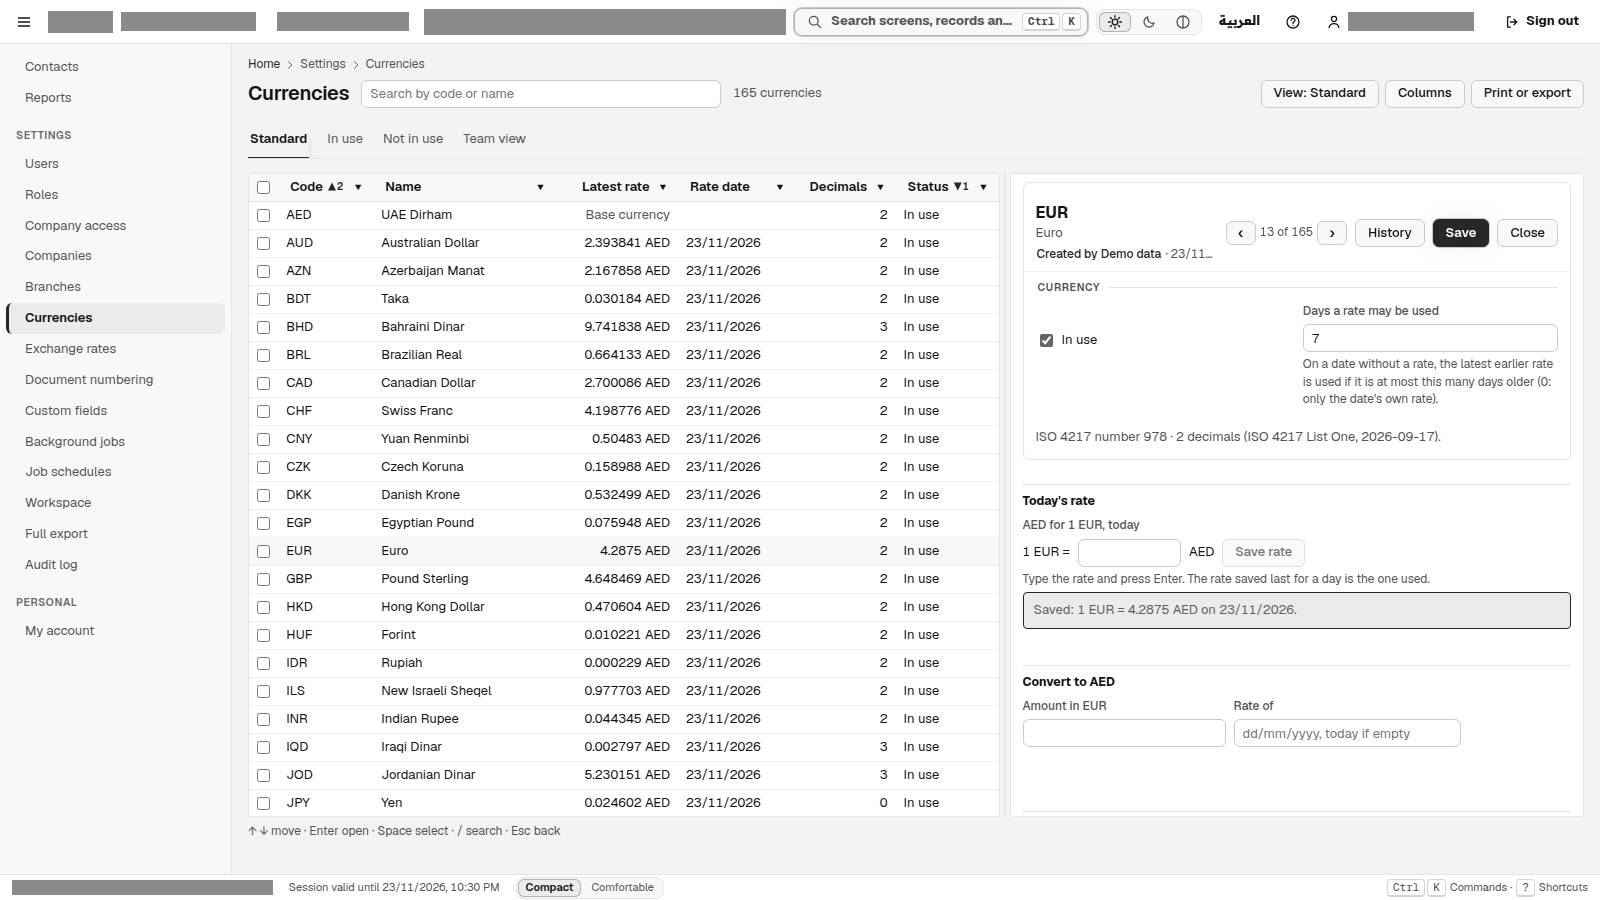 Search screens, records an... Ctrl K العربية Sign out
Contacts
Reports
SETTINGS
Users
Roles
Company access
Companies
Branches
Currencies
Exchange rates
Document numbering
Custom fields
Background jobs
Job schedules
Workspace
Full export
Audit log
PERSONAL
My account
Home > Settings > Currencies
Currencies Search by code or name 165 currencies View: Standard Columns Print or export
Standard In use Not in use Team view
Code ▲2 ▼ Name ▼ Latest rate ▼ Rate date ▼ Decimals ▼ Status ▼1 ▼
AED UAE Dirham Base currency 2 In use
AUD Australian Dollar 2.393841 AED 23/11/2026 2 In use
AZN Azerbaijan Manat 2.167858 AED 23/11/2026 2 In use
BDT Taka 0.030184 AED 23/11/2026 2 In use
BHD Bahraini Dinar 9.741838 AED 23/11/2026 3 In use
BRL Brazilian Real 0.664133 AED 23/11/2026 2 In use
CAD Canadian Dollar 2.700086 AED 23/11/2026 2 In use
CHF Swiss Franc 4.198776 AED 23/11/2026 2 In use
CNY Yuan Renminbi 0.50483 AED 23/11/2026 2 In use
CZK Czech Koruna 0.158988 AED 23/11/2026 2 In use
DKK Danish Krone 0.532499 AED 23/11/2026 2 In use
EGP Egyptian Pound 0.075948 AED 23/11/2026 2 In use
EUR Euro 4.2875 AED 23/11/2026 2 In use
GBP Pound Sterling 4.648469 AED 23/11/2026 2 In use
HKD Hong Kong Dollar 0.470604 AED 23/11/2026 2 In use
HUF Forint 0.010221 AED 23/11/2026 2 In use
IDR Rupiah 0.000229 AED 23/11/2026 2 In use
ILS New Israeli Sheqel 0.977703 AED 23/11/2026 2 In use
INR Indian Rupee 0.044345 AED 23/11/2026 2 In use
IQD Iraqi Dinar 0.002797 AED 23/11/2026 3 In use
JOD Jordanian Dinar 5.230151 AED 23/11/2026 3 In use
JPY Yen 0.024602 AED 23/11/2026 0 In use
↑ ↓ move · Enter open · Space select · / search · Esc back
EUR
Euro
Created by Demo data · 23/11...
‹ 13 of 165 › History Save Close
CURRENCY
In use
Days a rate may be used
7
On a date without a rate, the latest earlier rate
is used if it is at most this many days older (0:
only the date's own rate).
ISO 4217 number 978 · 2 decimals (ISO 4217 List One, 2026-09-17).
Today's rate
AED for 1 EUR, today
1 EUR = AED Save rate
Type the rate and press Enter. The rate saved last for a day is the one used.
Saved: 1 EUR = 4.2875 AED on 23/11/2026.
Convert to AED
Amount in EUR Rate of
dd/mm/yyyy, today if empty
Session valid until 23/11/2026, 10:30 PM Compact Comfortable Ctrl K Commands · ? Shortcuts